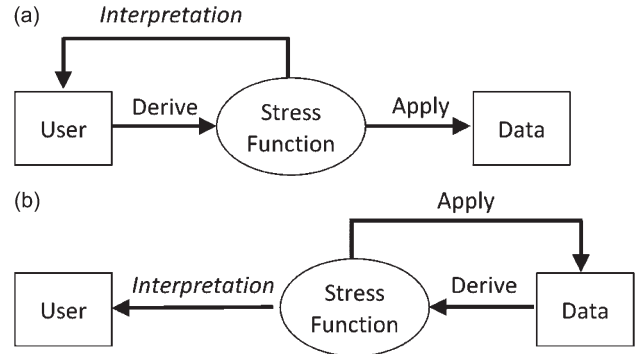 (a)
Interpretation
User
Derive
Stress
Function
Apply
Data
(b)
Apply
User
Interpretation
Stress
Function
Derive
Data